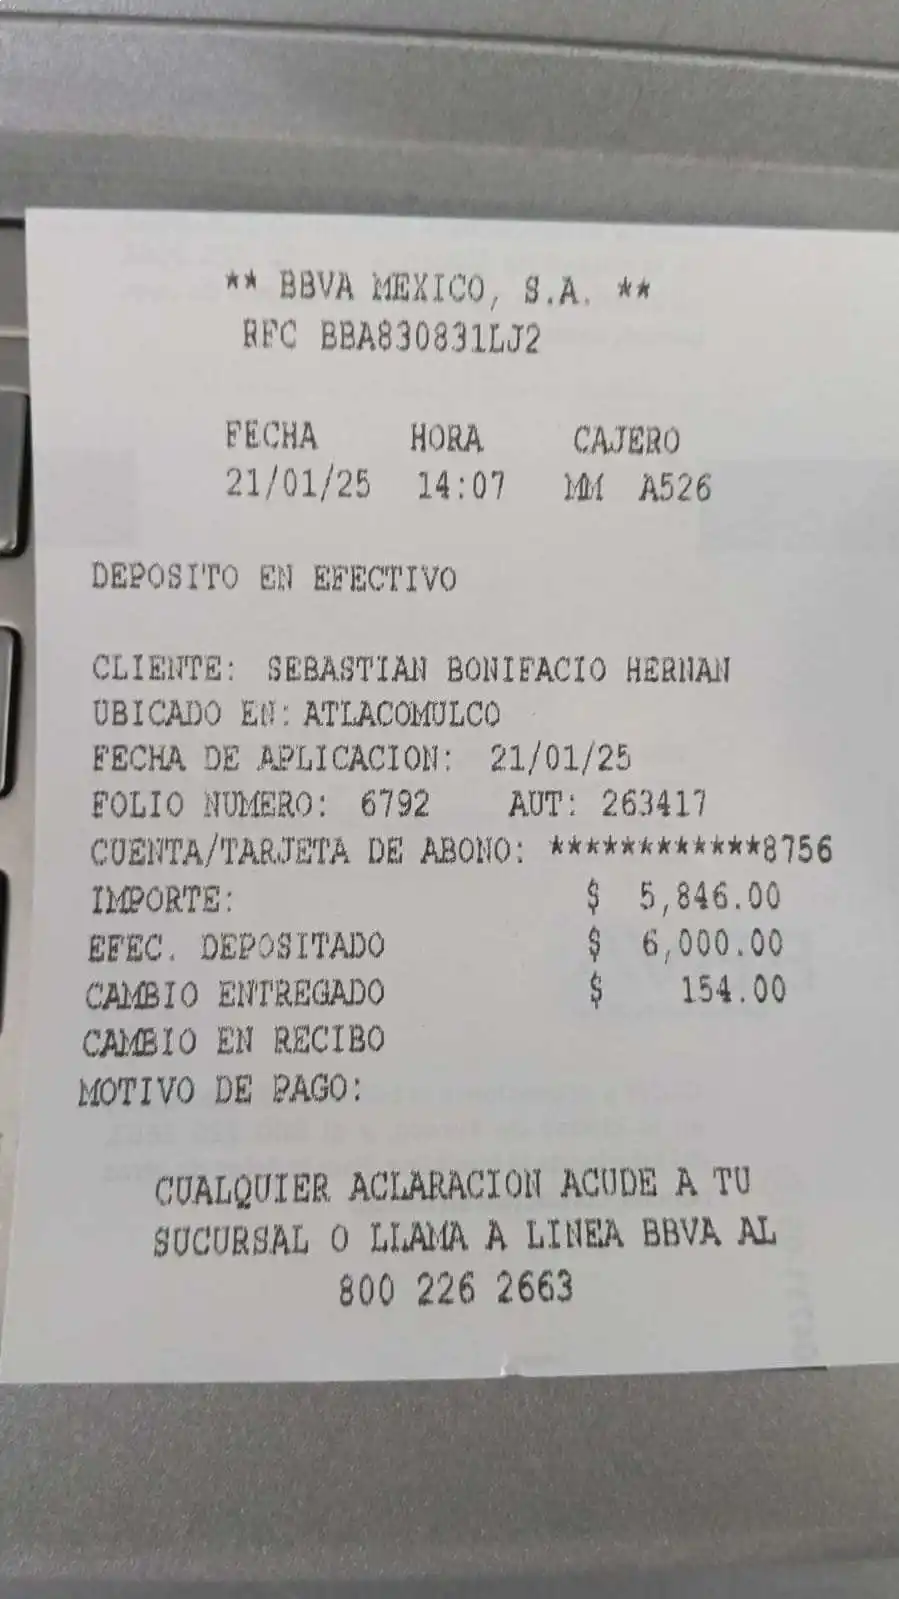 ** BBVA MEXICO, S.A. **
RFC BBA830831LJ2
FECHA HORA CAJERO
21/01/25 14:07 MM A526
DEPOSITO EN EFECTIVO
CLIENTE: SEBASTIAN BONIFACIO HERNAN
UBICADO EN: ATLACOMULCO
FECHA DE APLICACION: 21/01/25
FOLIO NUMERO: 6792 AUT: 263417
CUENTA/TARJETA DE ABONO: ************8756
IMPORTE: $ 5,846.00
EFEC. DEPOSITADO $ 6,000.00
CAMBIO ENTREGADO $ 154.00
CAMBIO EN RECIBO
MOTIVO DE PAGO:
CUALQUIER ACLARACION ACUDE A TU
SUCURSAL O LLAMA A LINEA BBVA AL
800 226 2663